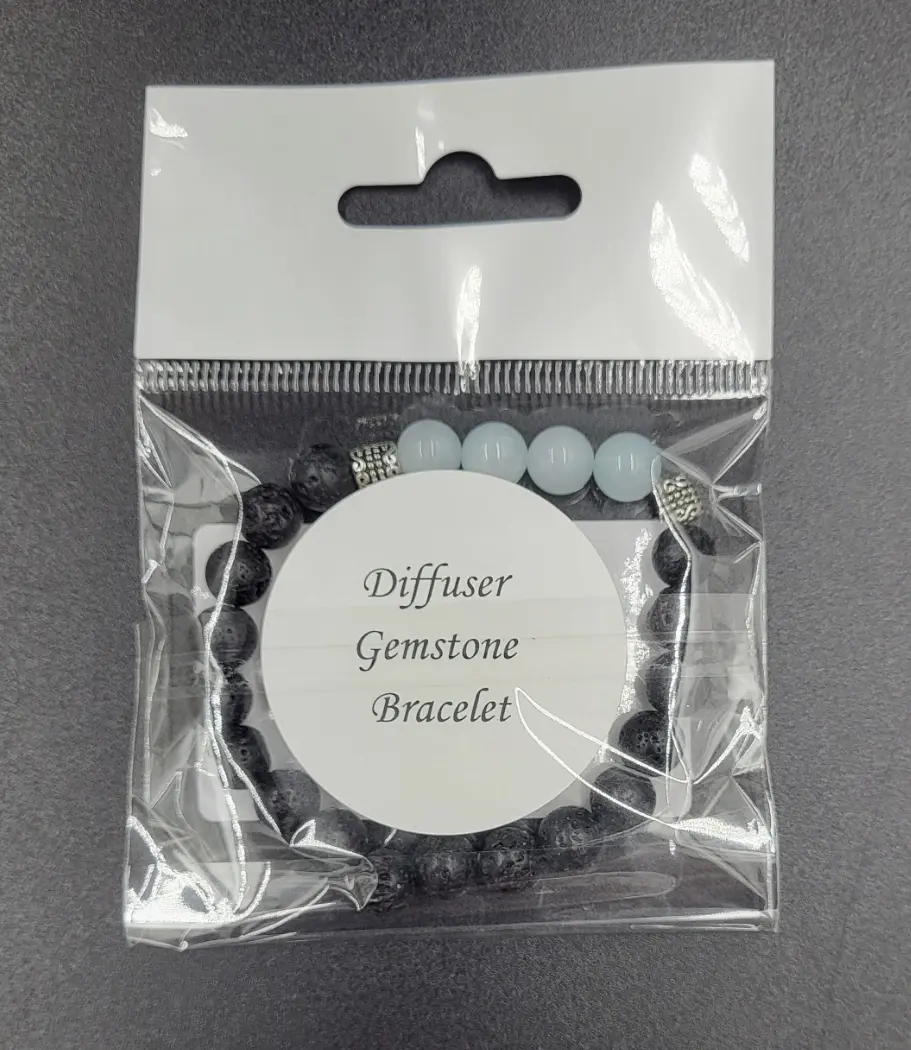 Diffuser
Gemstone
Bracelet